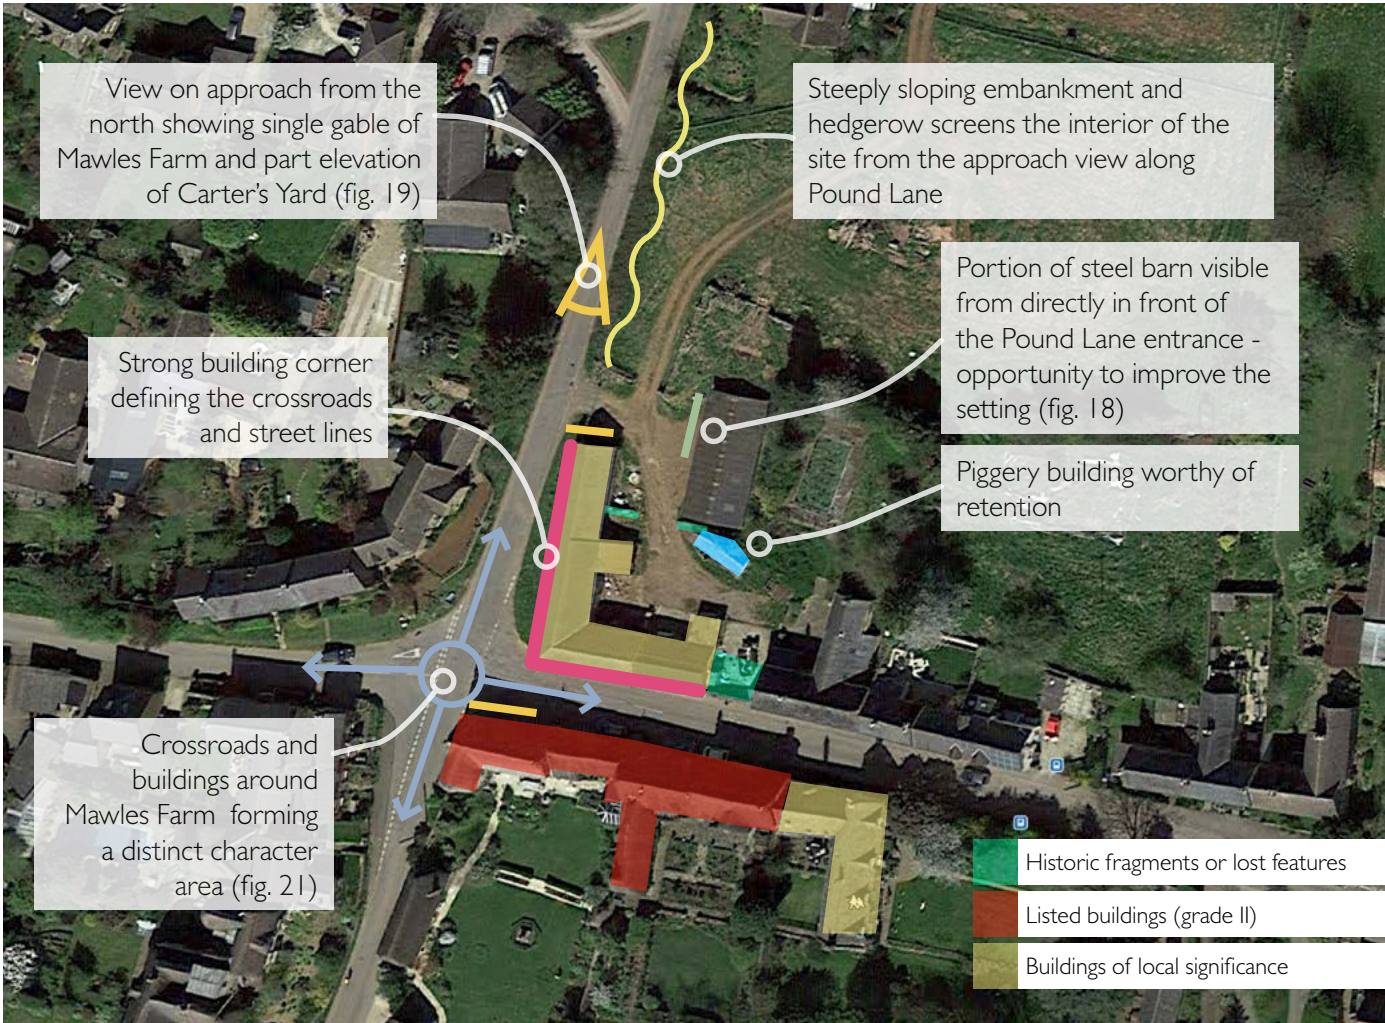 View on approach from the
north showing single gable of
Mawles Farm and part elevation
of Carter's Yard (fig. 19)
Steeply sloping embankment and
hedgerow screens the interior of the
site from the approach view along
Pound Lane
Portion of steel barn visible
from directly in front of
the Pound Lane entrance -
opportunity to improve the
setting (fig. 18)
Strong building corner
defining the crossroads
and street lines
Piggery building worthy of
retention
Crossroads and
buildings around
Mawles Farm forming
a distinct character
area (fig. 21)
Historic fragments or lost features
Listed buildings (grade II)
Buildings of local significance